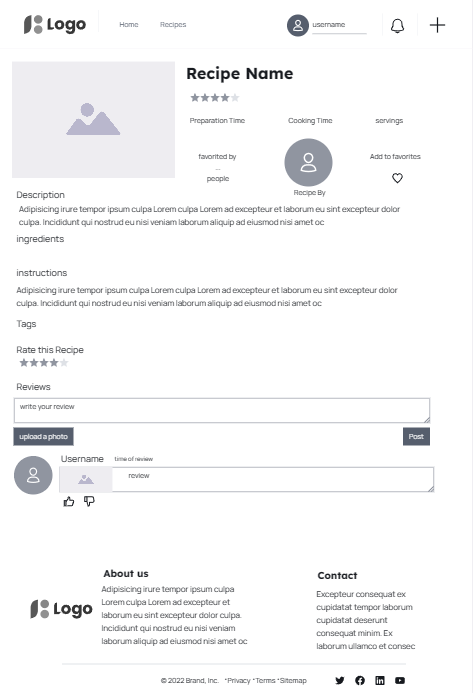 Logo
Home
Recipes
username
Recipe Name
Preparation Time
Cooking Time
servings
favorited by
...
people
Add to favorites
Recipe By
Description
Adipisicing irure tempor ipsum culpa Lorem culpa Lorem ad excepteur et laborum eu sint excepteur dolor
culpa. Incididunt qui nostrud eu nisi veniam laborum aliquip ad eiusmod nisi amet oc
ingredients
instructions
Adipisicing irure tempor ipsum culpa Lorem culpa Lorem ad excepteur et laborum eu sint excepteur dolor
culpa. Incididunt qui nostrud eu nisi veniam laborum aliquip ad eiusmod nisi amet oc
Tags
Rate this Recipe
Reviews
write your review
upload a photo
Post
Username
time of review
review
Logo
About us
Adipisicing irure tempor ipsum culpa
Lorem culpa Lorem ad excepteur et
laborum eu sint excepteur dolor culpa.
Incididunt qui nostrud eu nisi veniam
laborum aliquip ad eiusmod nisi amet oc
Contact
Excepteur consequat ex
cupidatat tempor laborum
cupidatat deserunt
consequat minim. Ex
laborum ullamco et consec
© 2022 Brand, Inc. *Privacy *Terms *Sitemap